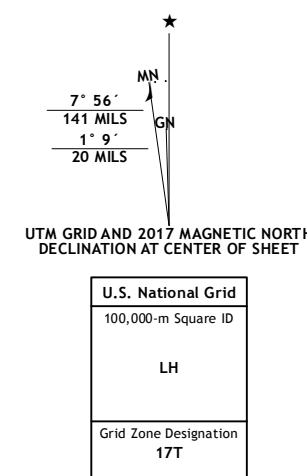 MN
7° 56´
141 MILS
GN
1° 9´
20 MILS
UTM GRID AND 2017 MAGNETIC NORTH
DECLINATION AT CENTER OF SHEET
U.S. National Grid
100,000-m Square ID
LH
Grid Zone Designation
17T